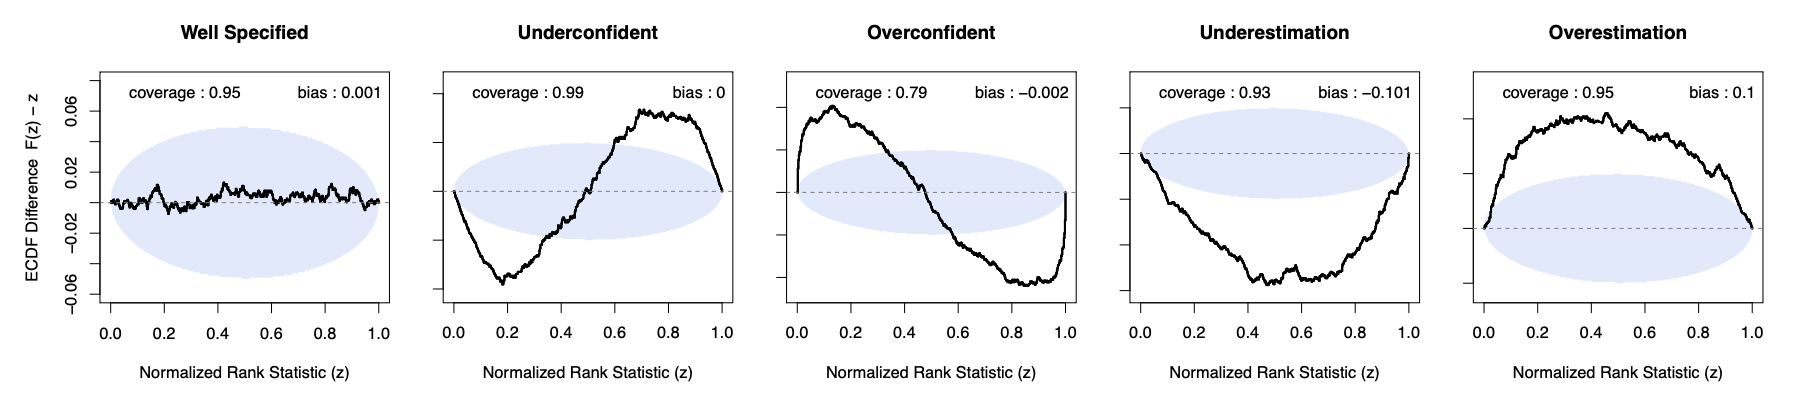 Well Specified
Underconfident
Overconfident
Underestimation
Overestimation
coverage : 0.95 bias : 0.001
coverage : 0.99 bias : 0
coverage : 0.79 bias : −0.002
coverage : 0.93 bias : −0.101
coverage : 0.95 bias : 0.1
ECDF Difference F(z) − z
0.06
0.02
−0.02
−0.06
0.0 0.2 0.4 0.6 0.8 1.0
0.0 0.2 0.4 0.6 0.8 1.0
0.0 0.2 0.4 0.6 0.8 1.0
0.0 0.2 0.4 0.6 0.8 1.0
0.0 0.2 0.4 0.6 0.8 1.0
Normalized Rank Statistic (z)
Normalized Rank Statistic (z)
Normalized Rank Statistic (z)
Normalized Rank Statistic (z)
Normalized Rank Statistic (z)